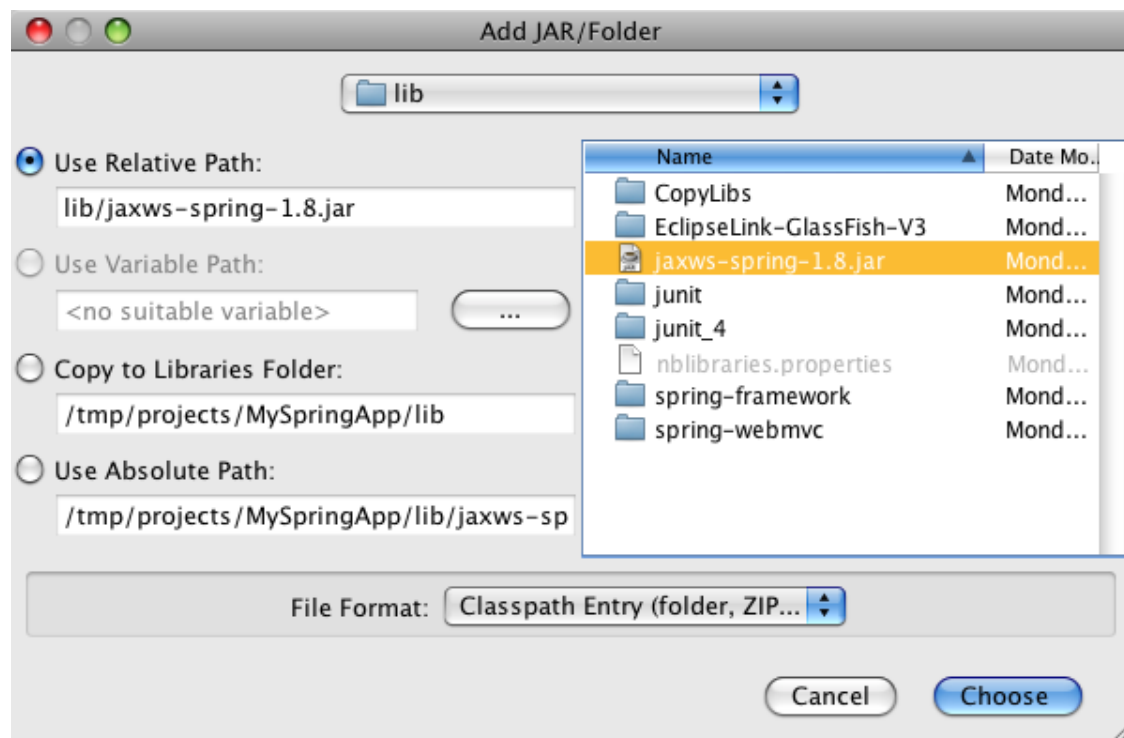 Add JAR/Folder
lib
Use Relative Path:
lib/jaxws-spring-1.8.jar
Use Variable Path:
<no suitable variable>
...
Copy to Libraries Folder:
/tmp/projects/MySpringApp/lib
Use Absolute Path:
/tmp/projects/MySpringApp/lib/jaxws-sp
Name Date Mo..
CopyLibs Mond...
EclipseLink-GlassFish-V3 Mond...
jaxws-spring-1.8.jar Mond...
junit Mond...
junit_4 Mond...
nblibraries.properties Mond...
spring-framework Mond...
spring-webmvc Mond...
File Format: Classpath Entry (folder, ZIP...
Cancel Choose